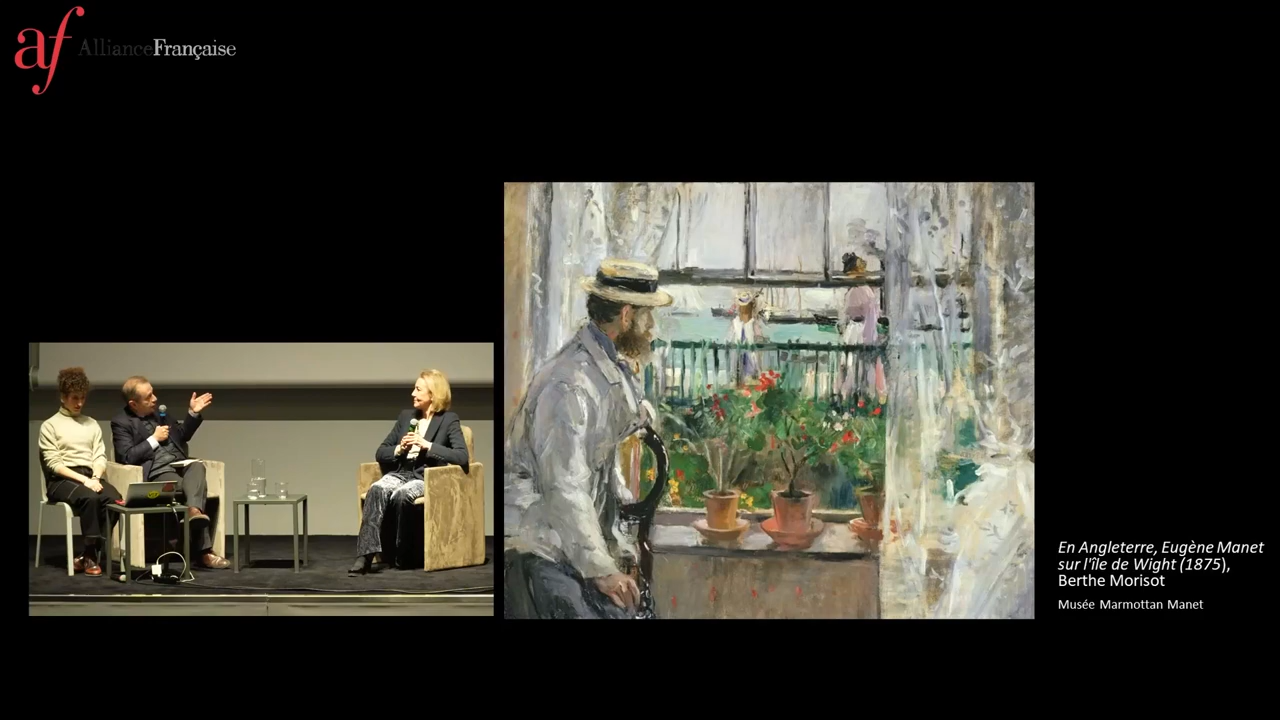 af AllianceFrançaise
En Angleterre, Eugène Manet
sur l'île de Wight (1875),
Berthe Morisot
Musée Marmottan Manet